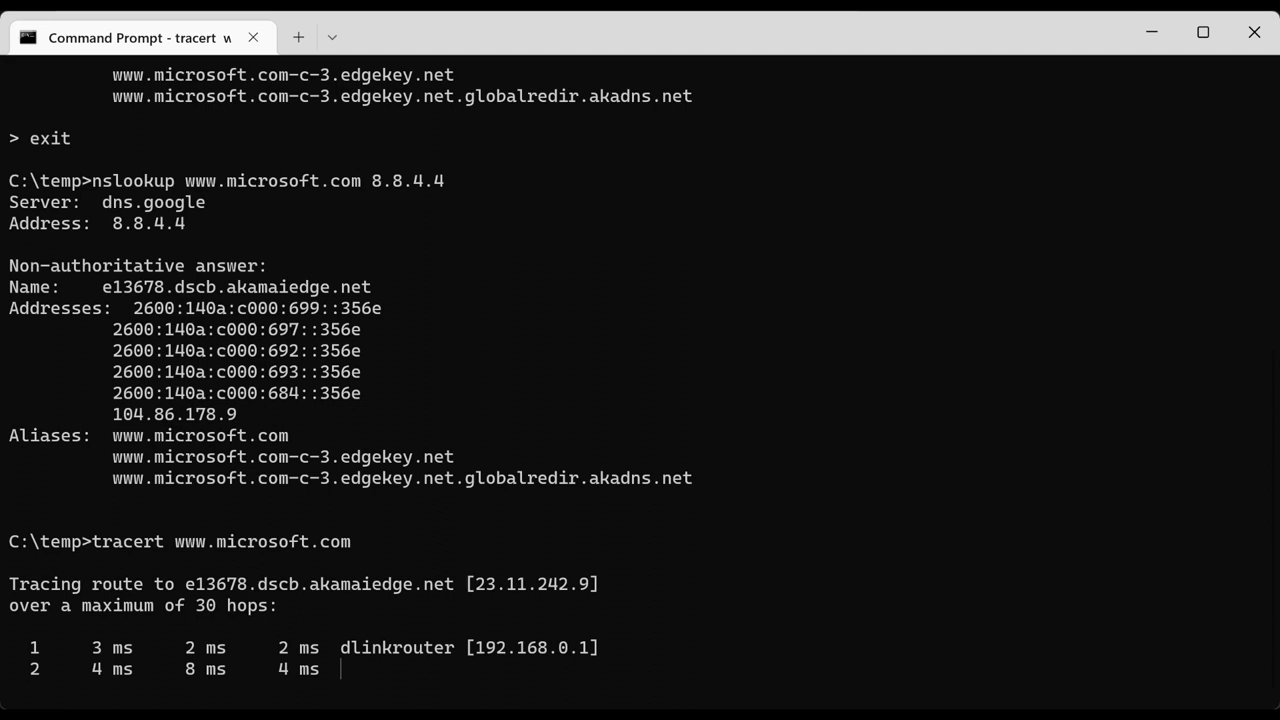 Command Prompt - tracert w
www.microsoft.com-c-3.edgekey.net
www.microsoft.com-c-3.edgekey.net.globalredir.akadns.net
> exit
C:\temp>nslookup www.microsoft.com 8.8.4.4
Server:  dns.google
Address:  8.8.4.4
Non-authoritative answer:
Name:    e13678.dscb.akamaiedge.net
Addresses:  2600:140a:c000:699::356e
2600:140a:c000:697::356e
2600:140a:c000:692::356e
2600:140a:c000:693::356e
2600:140a:c000:684::356e
104.86.178.9
Aliases:  www.microsoft.com
www.microsoft.com-c-3.edgekey.net
www.microsoft.com-c-3.edgekey.net.globalredir.akadns.net
C:\temp>tracert www.microsoft.com
Tracing route to e13678.dscb.akamaiedge.net [23.11.242.9]
over a maximum of 30 hops:
1     3 ms     2 ms     2 ms  dlinkrouter [192.168.0.1]
2     4 ms     8 ms     4 ms